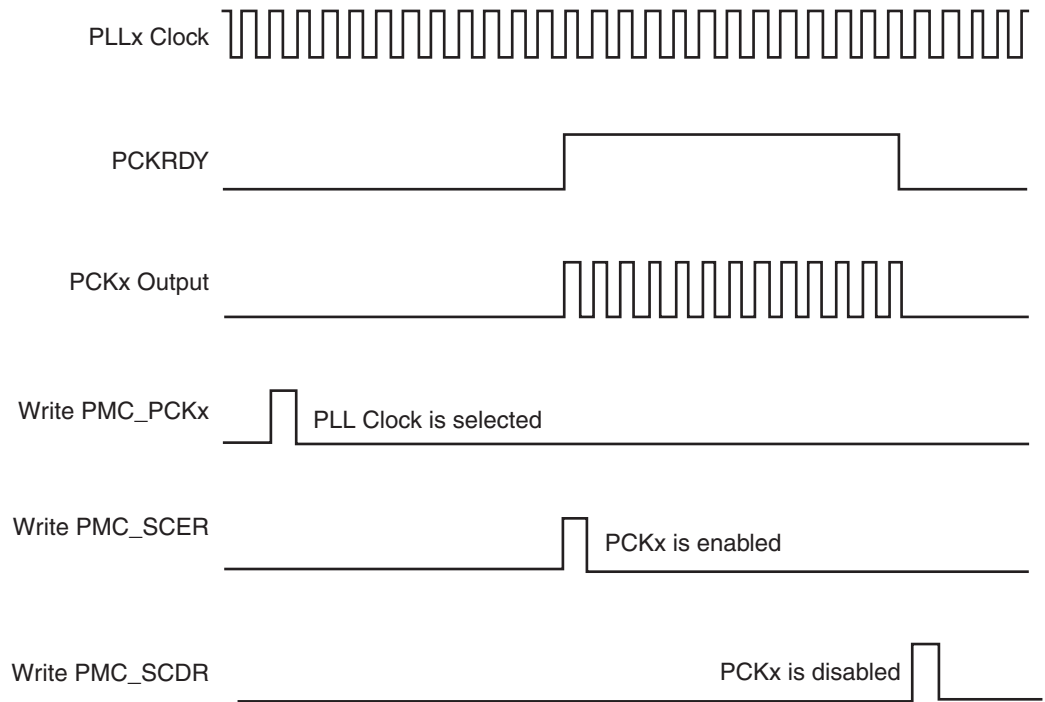 PLLx Clock
PCKRDY
PCKx Output
Write PMC_PCKx
PLL Clock is selected
Write PMC_SCER
PCKx is enabled
Write PMC_SCDR
PCKx is disabled